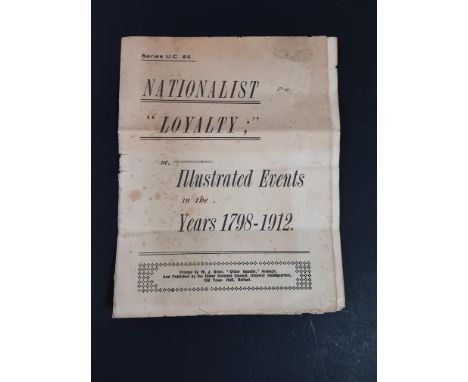 Series U.C. 65.
NATIONALIST
"LOYALTY;"
or,
Illustrated Events
in the
Years 1798-1912.
Printed by W. J. Greer, "Ulster Gazette," Armagh,
And Published by the Ulster Unionist Council, Unionist Headquarters,
Old Town Hall, Belfast.